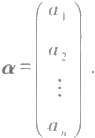 α = ( a₁
a₂
⋮
aₙ ) .